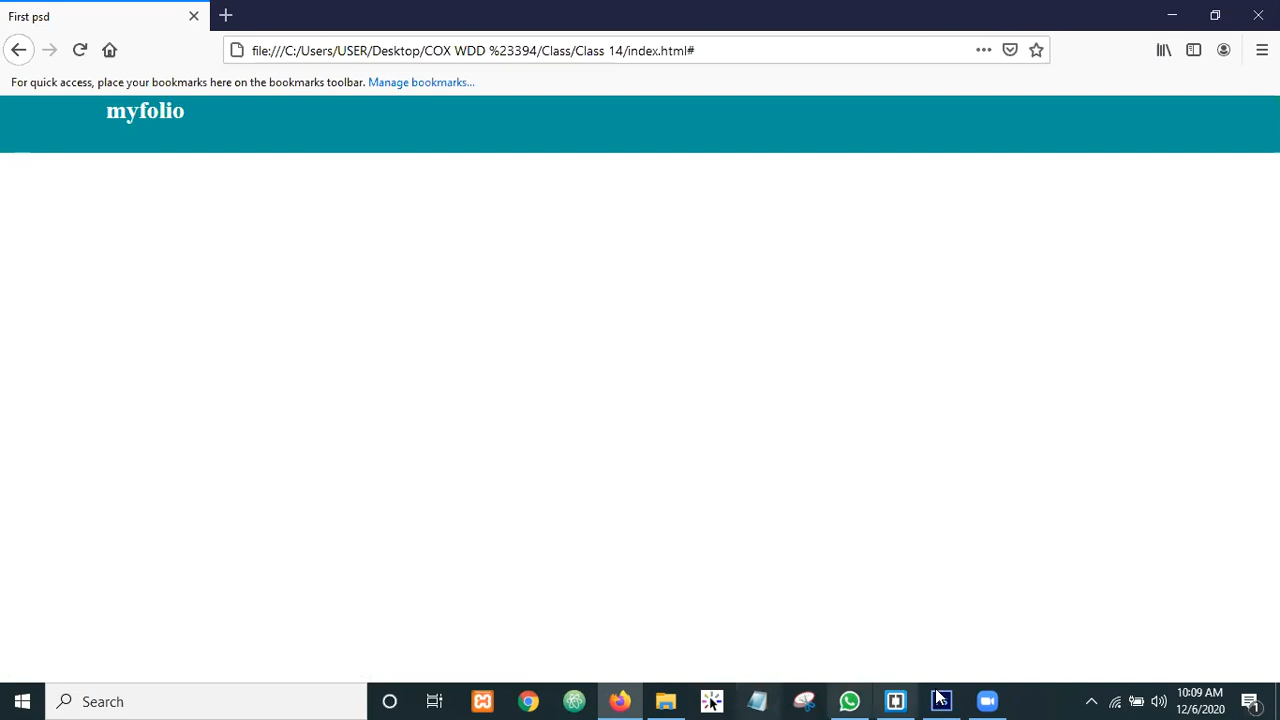 First psd
file:///C:/Users/USER/Desktop/COX WDD %23394/Class/Class 14/index.html#
For quick access, place your bookmarks here on the bookmarks toolbar. Manage bookmarks...
myfolio
Search
10:09 AM
12/6/2020
1